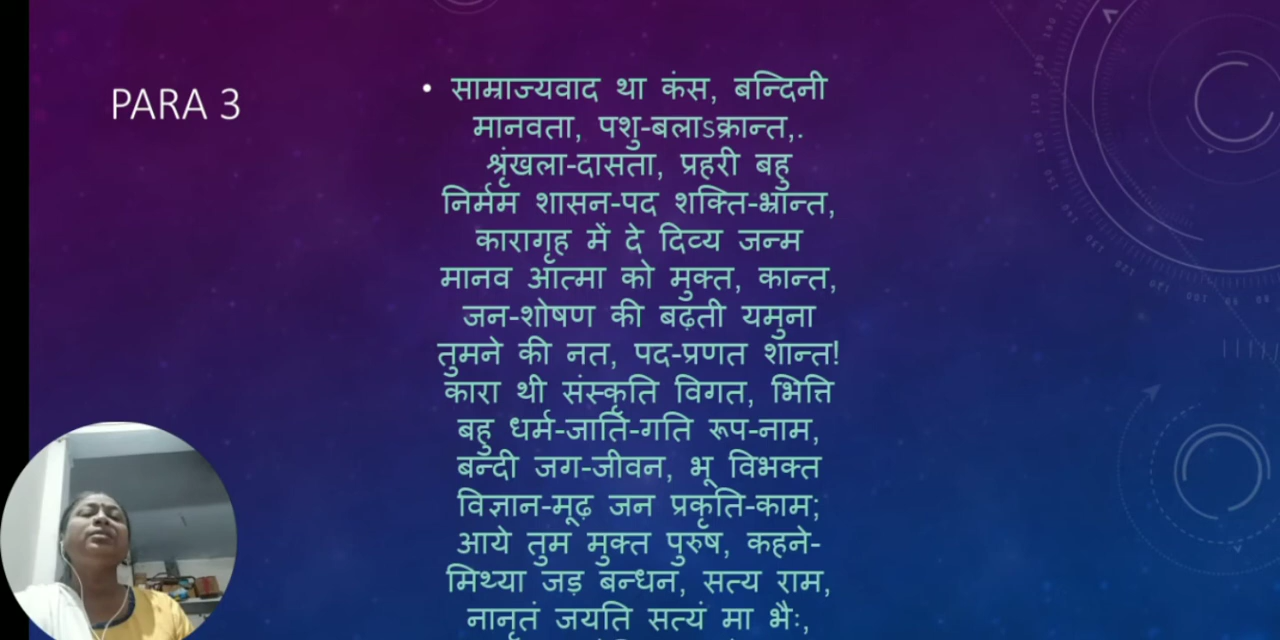 PARA 3
• साम्राज्यवाद था कंस, बन्दिनी
मानवता, पशु-बलाऽक्रान्त,.
श्रृंखला-दासता, प्रहरी बहु
निर्मम शासन-पद शक्ति-भ्रान्त,
कारागृह में दे दिव्य जन्म
मानव आत्मा को मुक्त, कान्त,
जन-शोषण की बढ़ती यमुना
तुमने की नत, पद-प्रणत शान्त!
कारा थी संस्कृति विगत, भित्ति
बहु धर्म-जाति-गति रूप-नाम,
बन्दी जग-जीवन, भू विभक्त
विज्ञान-मूढ़ जन प्रकृति-काम;
आये तुम मुक्त पुरुष, कहने-
मिथ्या जड़ बन्धन, सत्य राम,
नानृतं जयति सत्यं मा भैः,